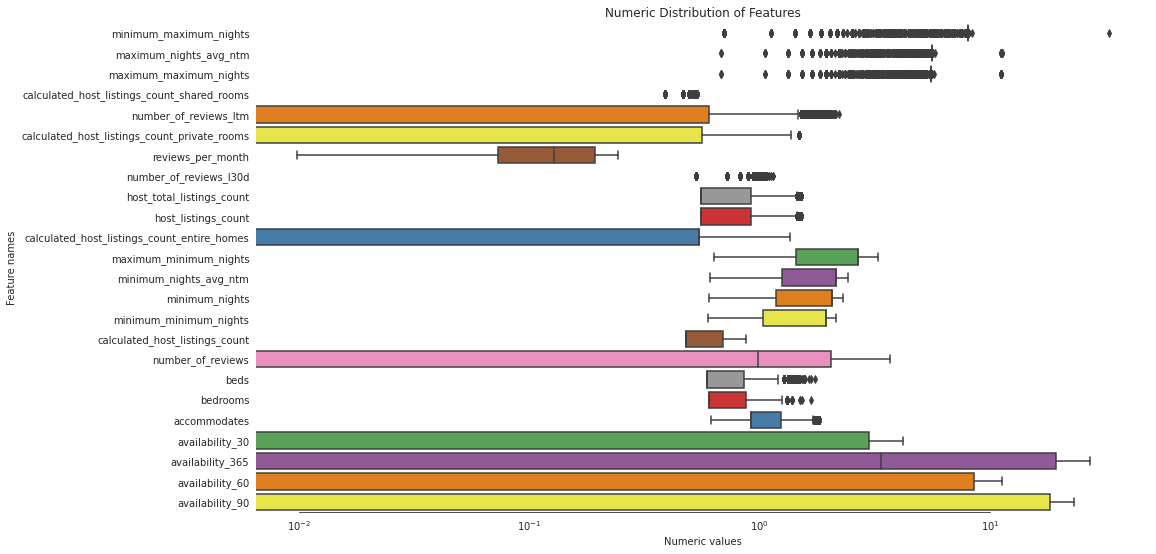 Numeric Distribution of Features
minimum_maximum_nights
maximum_nights_avg_ntm
maximum_maximum_nights
calculated_host_listings_count_shared_rooms
number_of_reviews_ltm
calculated_host_listings_count_private_rooms
reviews_per_month
number_of_reviews_l30d
host_total_listings_count
host_listings_count
calculated_host_listings_count_entire_homes
maximum_minimum_nights
minimum_nights_avg_ntm
minimum_nights
minimum_minimum_nights
calculated_host_listings_count
number_of_reviews
beds
bedrooms
accommodates
availability_30
availability_365
availability_60
availability_90
Feature names
10⁻² 10⁻¹ 10⁰ 10¹
Numeric values